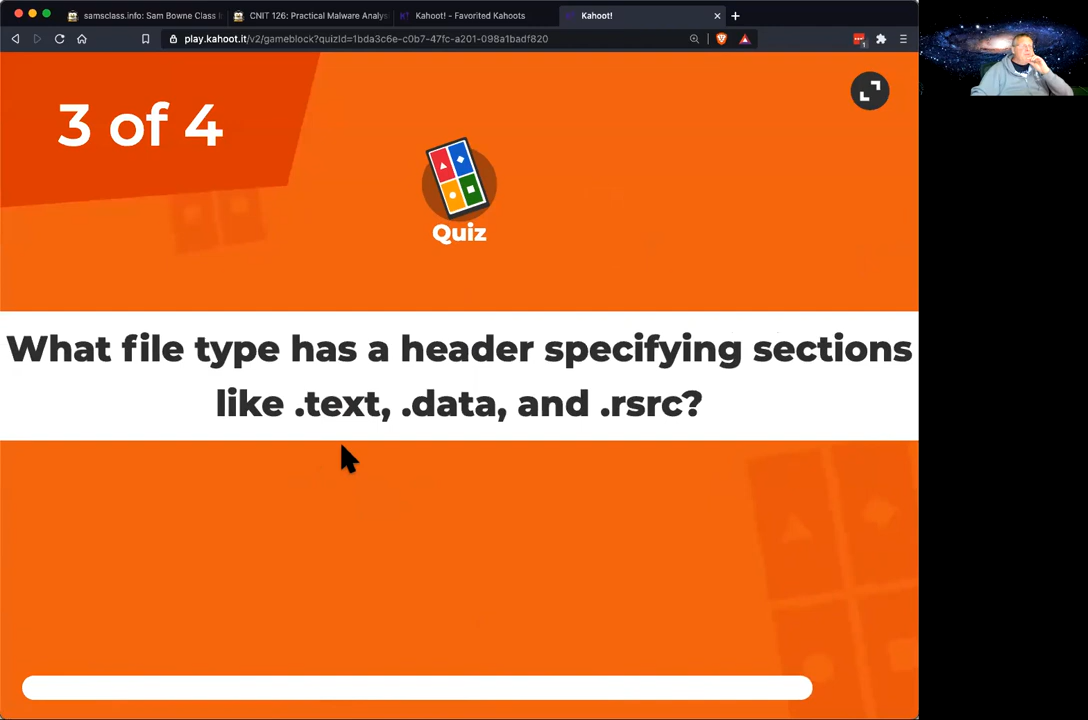 samsclass.info: Sam Bowne Class I
CNIT 126: Practical Malware Analys
Kahoot! - Favorited Kahoots
Kahoot!
play.kahoot.it/v2/gameblock?quizId=1bda3c6e-c0b7-47fc-a201-098a1badf820
1
3 of 4
Quiz
What file type has a header specifying sections
like .text, .data, and .rsrc?